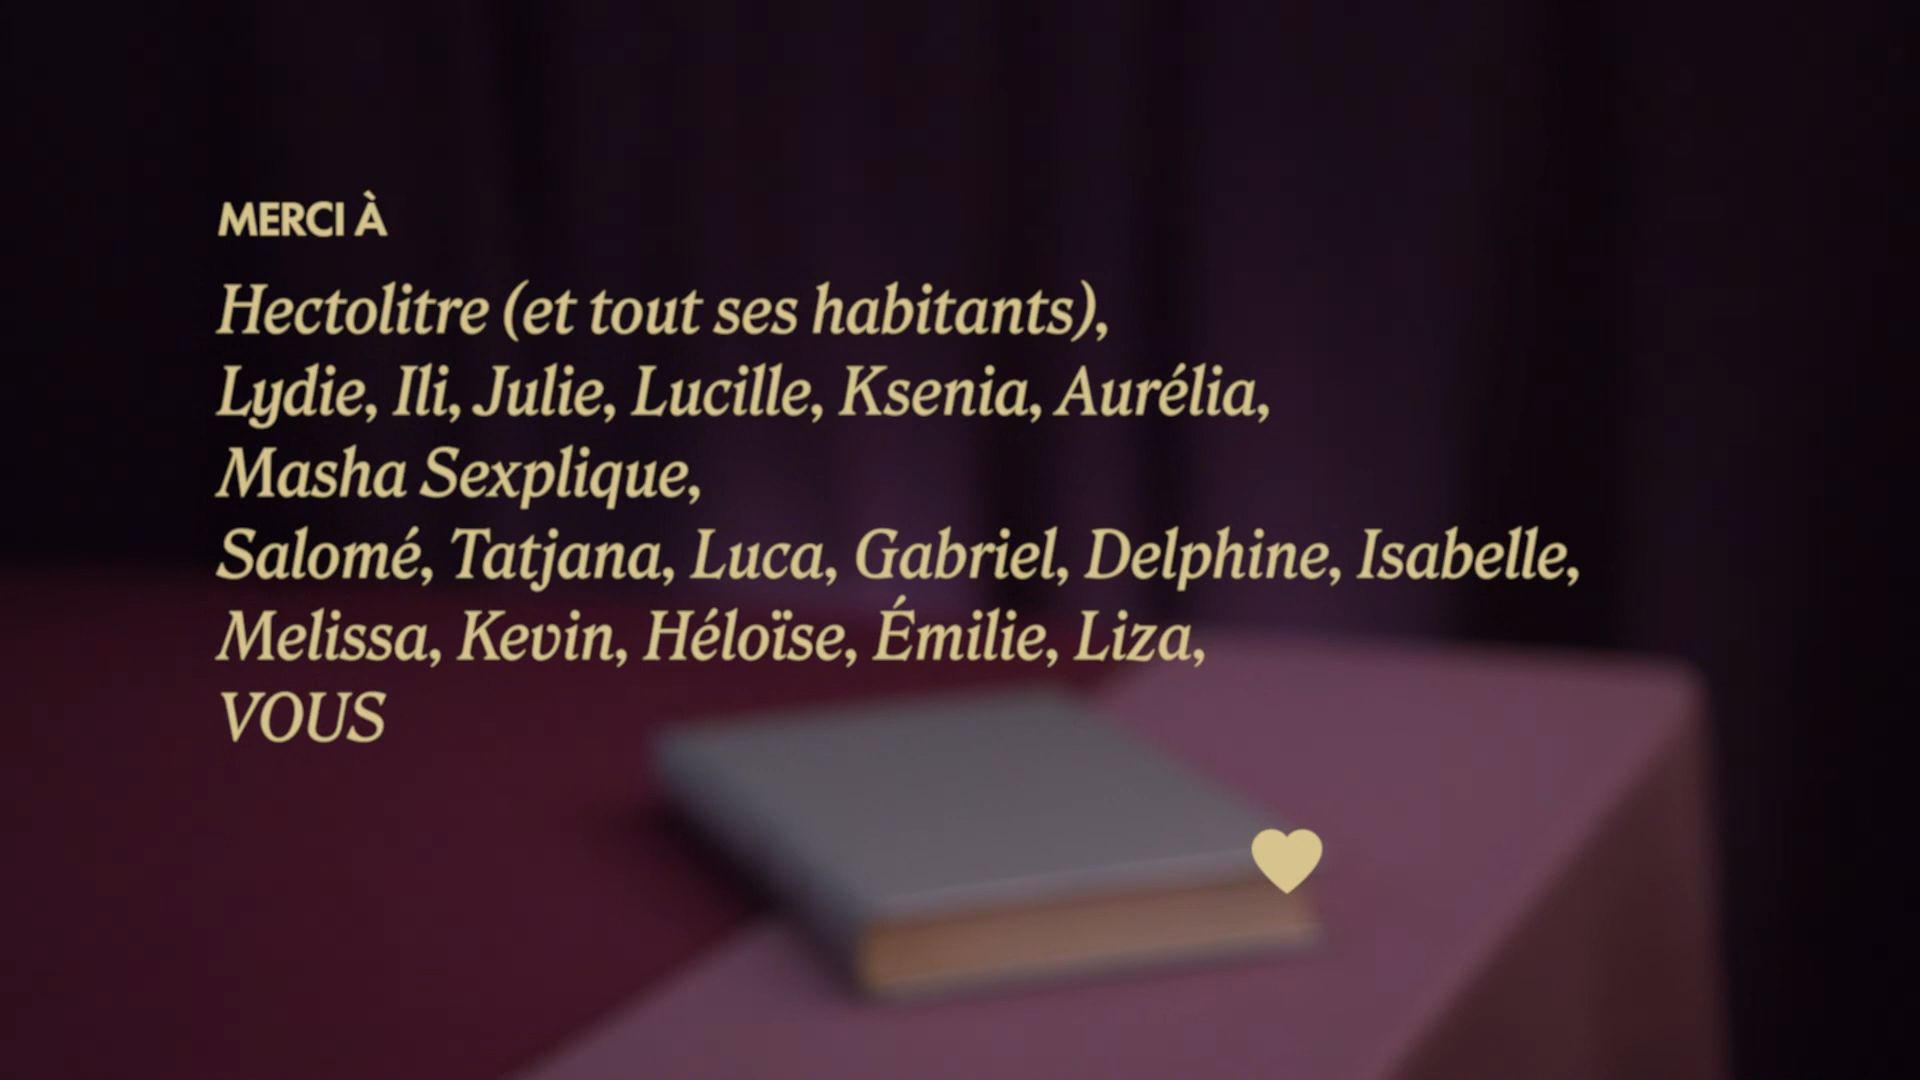 MERCI À
Hectolitre (et tout ses habitants),
Lydie, Ili, Julie, Lucille, Ksenia, Aurélia,
Masha Sexplique,
Salomé, Tatjana, Luca, Gabriel, Delphine, Isabelle,
Melissa, Kevin, Héloïse, Émilie, Liza,
VOUS